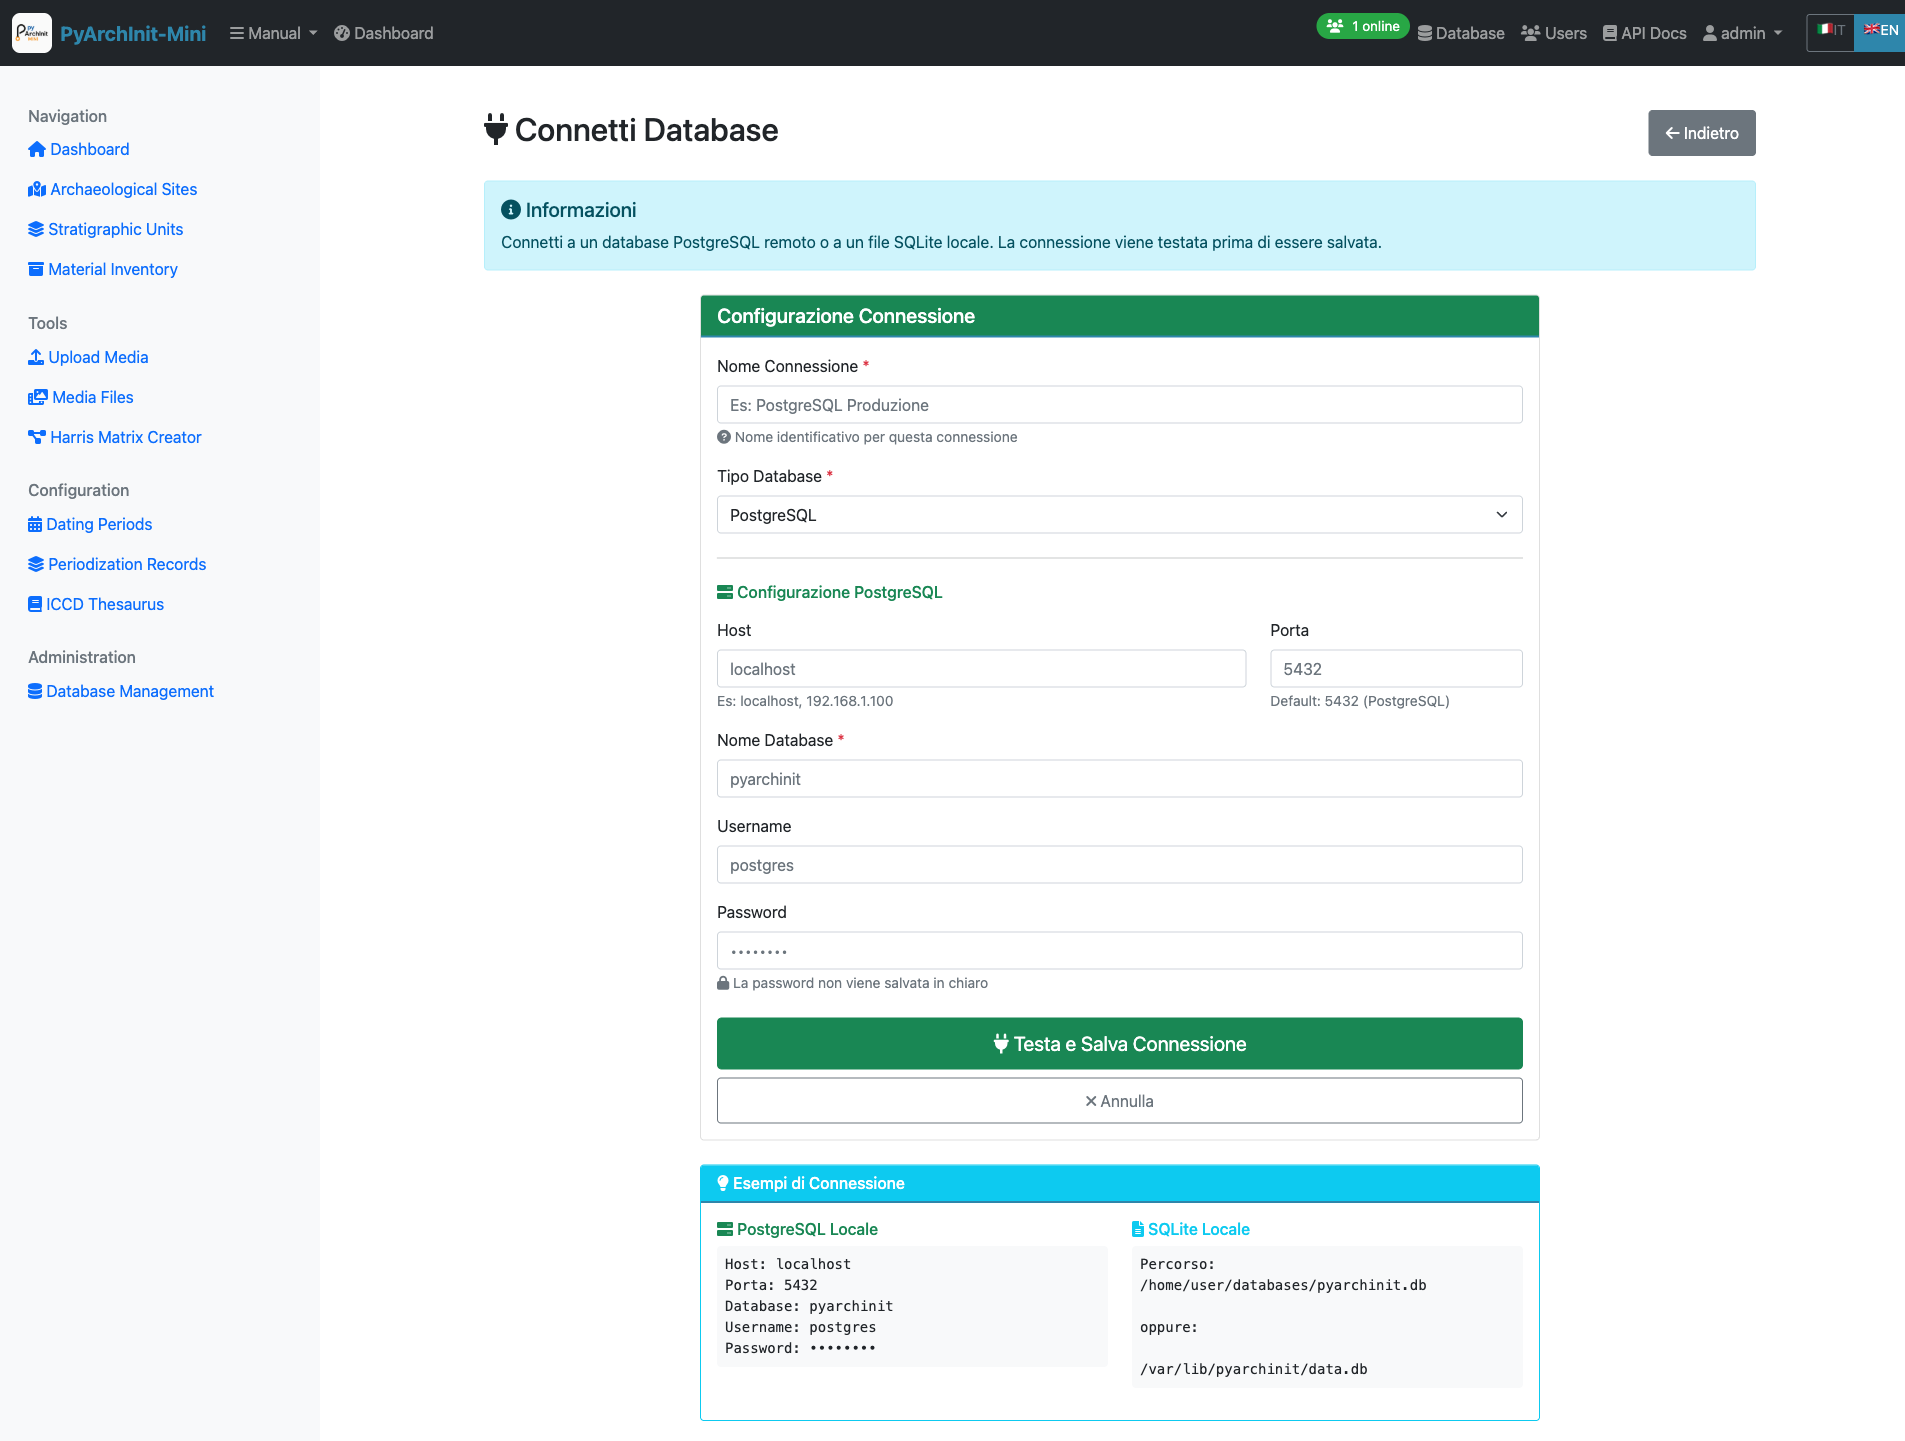 PyArchInit-Mini
Manual
Dashboard
1 online
Database
Users
API Docs
admin
IT
EN
Navigation
Dashboard
Archaeological Sites
Stratigraphic Units
Material Inventory
Tools
Upload Media
Media Files
Harris Matrix Creator
Configuration
Dating Periods
Periodization Records
ICCD Thesaurus
Administration
Database Management
Connetti Database
Indietro
Informazioni
Connetti a un database PostgreSQL remoto o a un file SQLite locale. La connessione viene testata prima di essere salvata.
Configurazione Connessione
Nome Connessione *
Es: PostgreSQL Produzione
Nome identificativo per questa connessione
Tipo Database *
PostgreSQL
Configurazione PostgreSQL
Host
Porta
localhost
5432
Es: localhost, 192.168.1.100
Default: 5432 (PostgreSQL)
Nome Database *
pyarchinit
Username
postgres
Password
••••••••
La password non viene salvata in chiaro
Testa e Salva Connessione
Annulla
Esempi di Connessione
PostgreSQL Locale
Host: localhost
Porta: 5432
Database: pyarchinit
Username: postgres
Password: ••••••••
SQLite Locale
Percorso:
/home/user/databases/pyarchinit.db
oppure:
/var/lib/pyarchinit/data.db